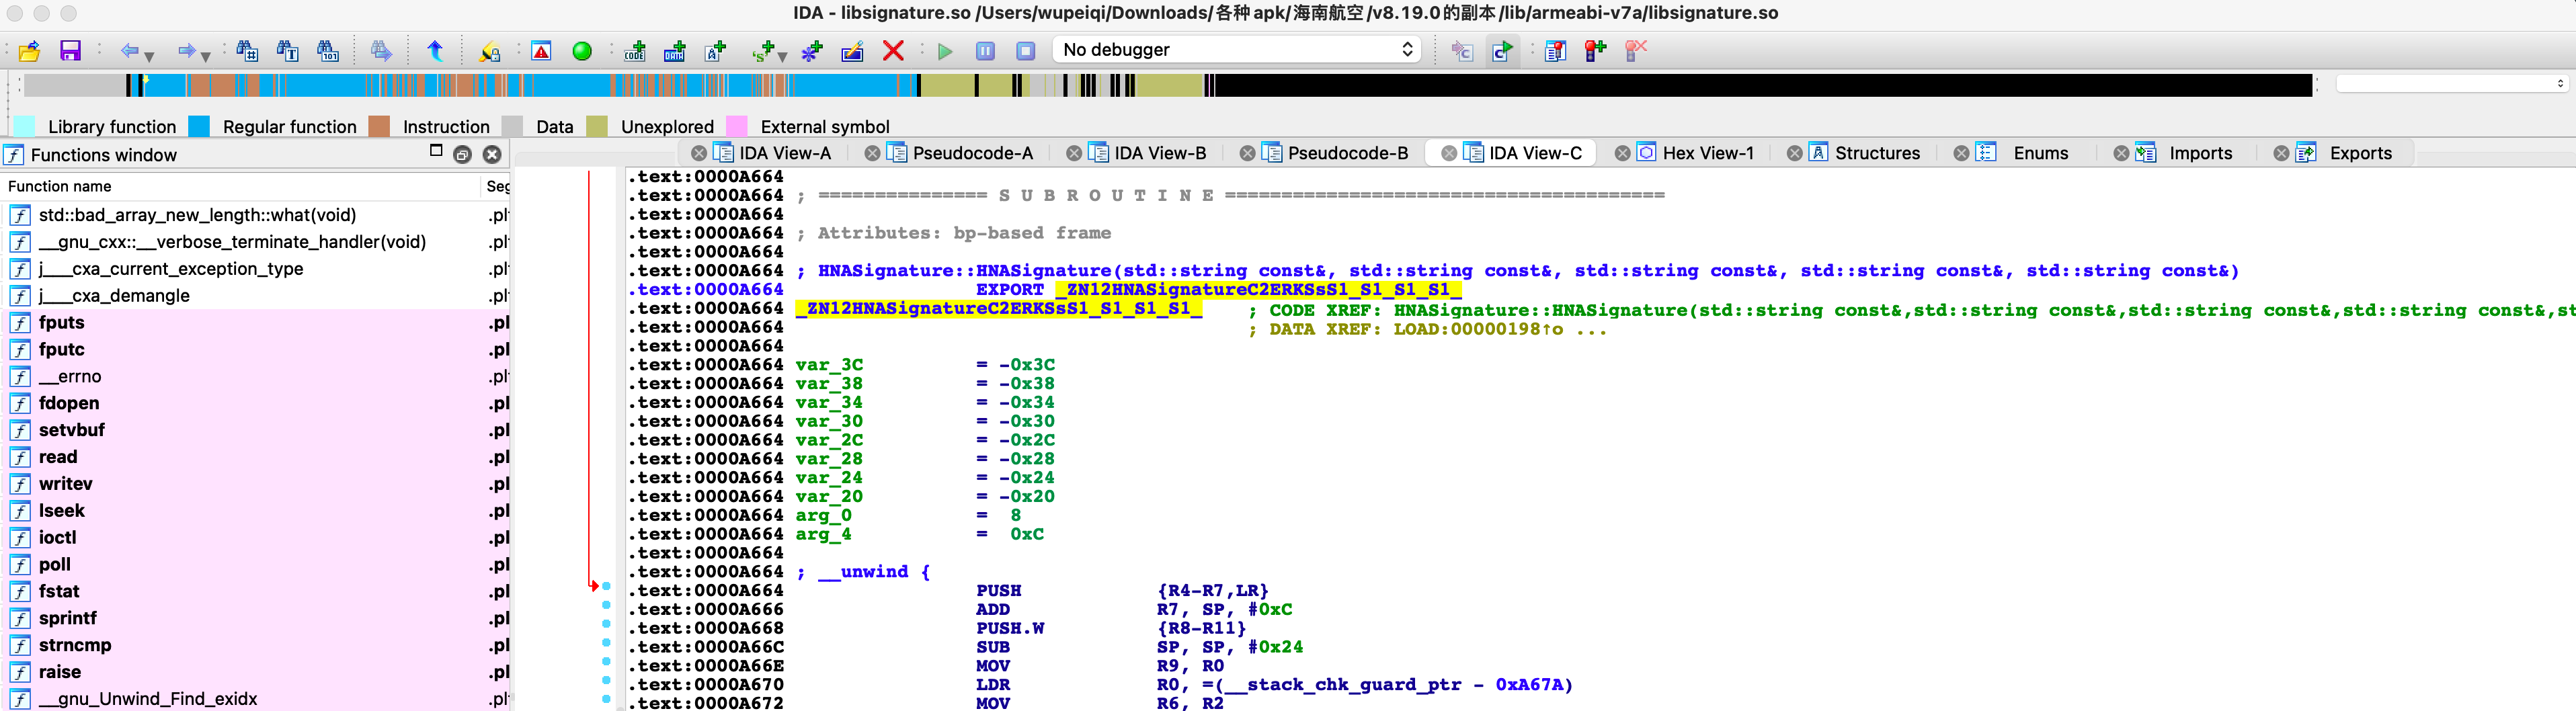 IDA - libsignature.so /Users/wupeiqi/Downloads/各种apk/海南航空/v8.19.0的副本/lib/armeabi-v7a/libsignature.so
No debugger
Library function Regular function Instruction Data Unexplored External symbol
Functions window
IDA View-A Pseudocode-A IDA View-B Pseudocode-B IDA View-C Hex View-1 Structures Enums Imports Exports
Function name Seg
std::bad_array_new_length::what(void) .pl
__gnu_cxx::__verbose_terminate_handler(void) .pl
j___cxa_current_exception_type .pl
j___cxa_demangle .pl
fputs .pl
fputc .pl
__errno .pl
fdopen .pl
setvbuf .pl
read .pl
writev .pl
lseek .pl
ioctl .pl
poll .pl
fstat .pl
sprintf .pl
strncmp .pl
raise .pl
__gnu_Unwind_Find_exidx .pl
.text:0000A664
.text:0000A664 ; =============== S U B R O U T I N E =======================================
.text:0000A664
.text:0000A664 ; Attributes: bp-based frame
.text:0000A664
.text:0000A664 ; HNASignature::HNASignature(std::string const&, std::string const&, std::string const&, std::string const&, std::string const&)
.text:0000A664 EXPORT _ZN12HNASignatureC2ERKSsS1_S1_S1_S1_
.text:0000A664 _ZN12HNASignatureC2ERKSsS1_S1_S1_S1_ ; CODE XREF: HNASignature::HNASignature(std::string const&,std::string const&,std::string const&,std::string const&,st
.text:0000A664 ; DATA XREF: LOAD:00000198↑o ...
.text:0000A664
.text:0000A664 var_3C = -0x3C
.text:0000A664 var_38 = -0x38
.text:0000A664 var_34 = -0x34
.text:0000A664 var_30 = -0x30
.text:0000A664 var_2C = -0x2C
.text:0000A664 var_28 = -0x28
.text:0000A664 var_24 = -0x24
.text:0000A664 var_20 = -0x20
.text:0000A664 arg_0 = 8
.text:0000A664 arg_4 = 0xC
.text:0000A664
.text:0000A664 ; __unwind {
.text:0000A664 PUSH {R4-R7,LR}
.text:0000A666 ADD R7, SP, #0xC
.text:0000A668 PUSH.W {R8-R11}
.text:0000A66C SUB SP, SP, #0x24
.text:0000A66E MOV R9, R0
.text:0000A670 LDR R0, =(__stack_chk_guard_ptr - 0xA67A)
.text:0000A672 MOV R6, R2